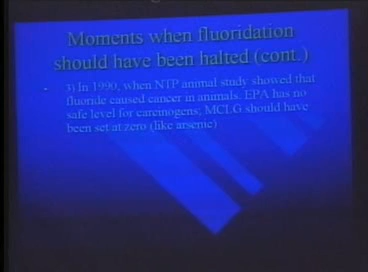 Moments when fluoridation
should have been halted (cont.)
• 3) In 1990, when NTP animal study showed that
fluoride caused cancer in animals. EPA has no
safe level for carcinogens; MCLG should have
been set at zero (like arsenic)